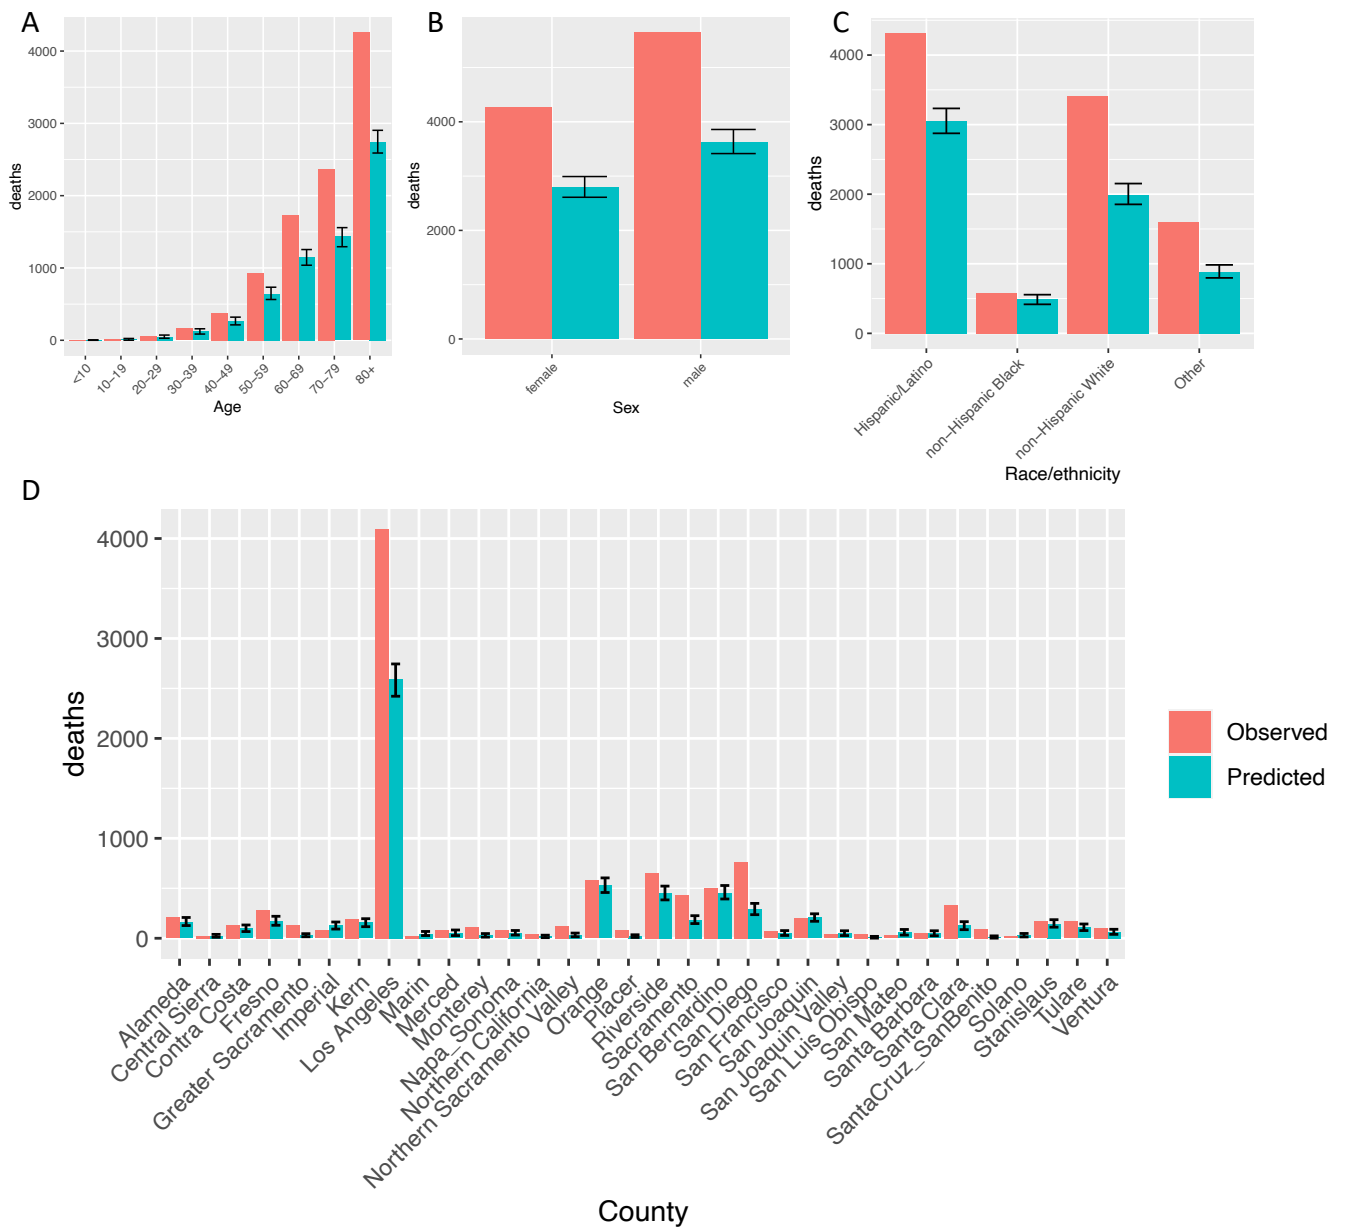 A
4000
3000
2000
1000
0
deaths
<10
10–19
20–29
30–39
40–49
50–59
60–69
70–79
80+
Age
B
4000
2000
0
deaths
female
male
Sex
C
4000
3000
2000
1000
0
deaths
Hispanic/Latino
non–Hispanic Black
non–Hispanic White
Other
Race/ethnicity
D
4000
3000
2000
1000
0
deaths
Alameda
Central Sierra
Contra Costa
Fresno
Greater Sacramento
Imperial
Kern
Los Angeles
Marin
Merced
Monterey
Napa_Sonoma
Northern California
Northern Sacramento Valley
Orange
Placer
Riverside
Sacramento
San Bernardino
San Diego
San Francisco
San Joaquin
San Joaquin Valley
San Luis Obispo
San Mateo
Santa Barbara
Santa Clara
SantaCruz_SanBenito
Solano
Stanislaus
Tulare
Ventura
County
Observed
Predicted